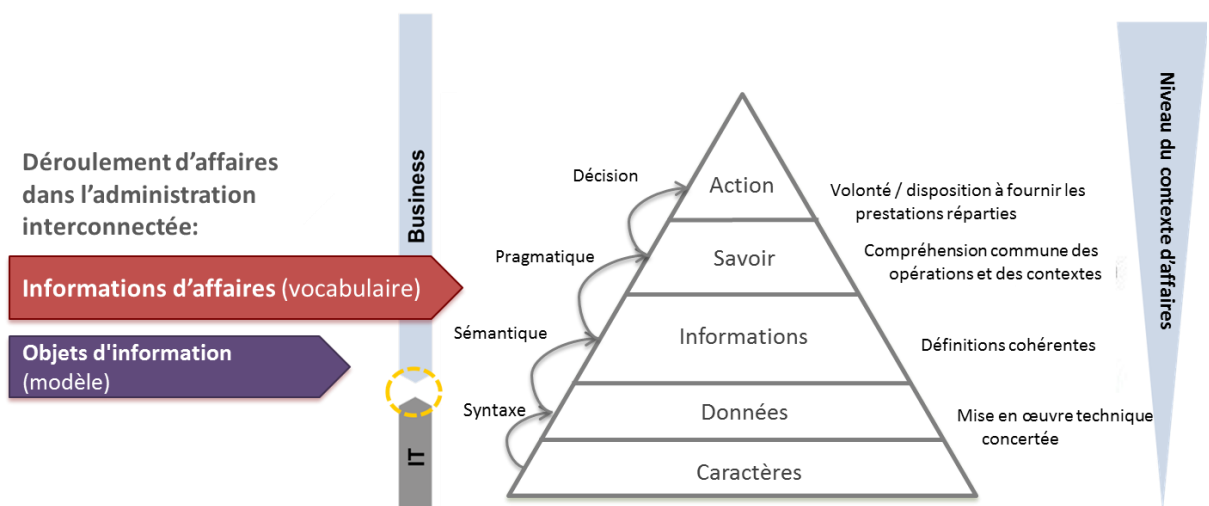 Déroulement d’affaires
dans l’administration
interconnectée:
Informations d’affaires (vocabulaire)
Objets d'information
(modèle)
Business
IT
Décision
Pragmatique
Sémantique
Syntaxe
Action
Savoir
Informations
Données
Caractères
Volonté / disposition à fournir les
prestations réparties
Compréhension commune des
opérations et des contextes
Définitions cohérentes
Mise en œuvre technique
concertée
Niveau du contexte d’affaires